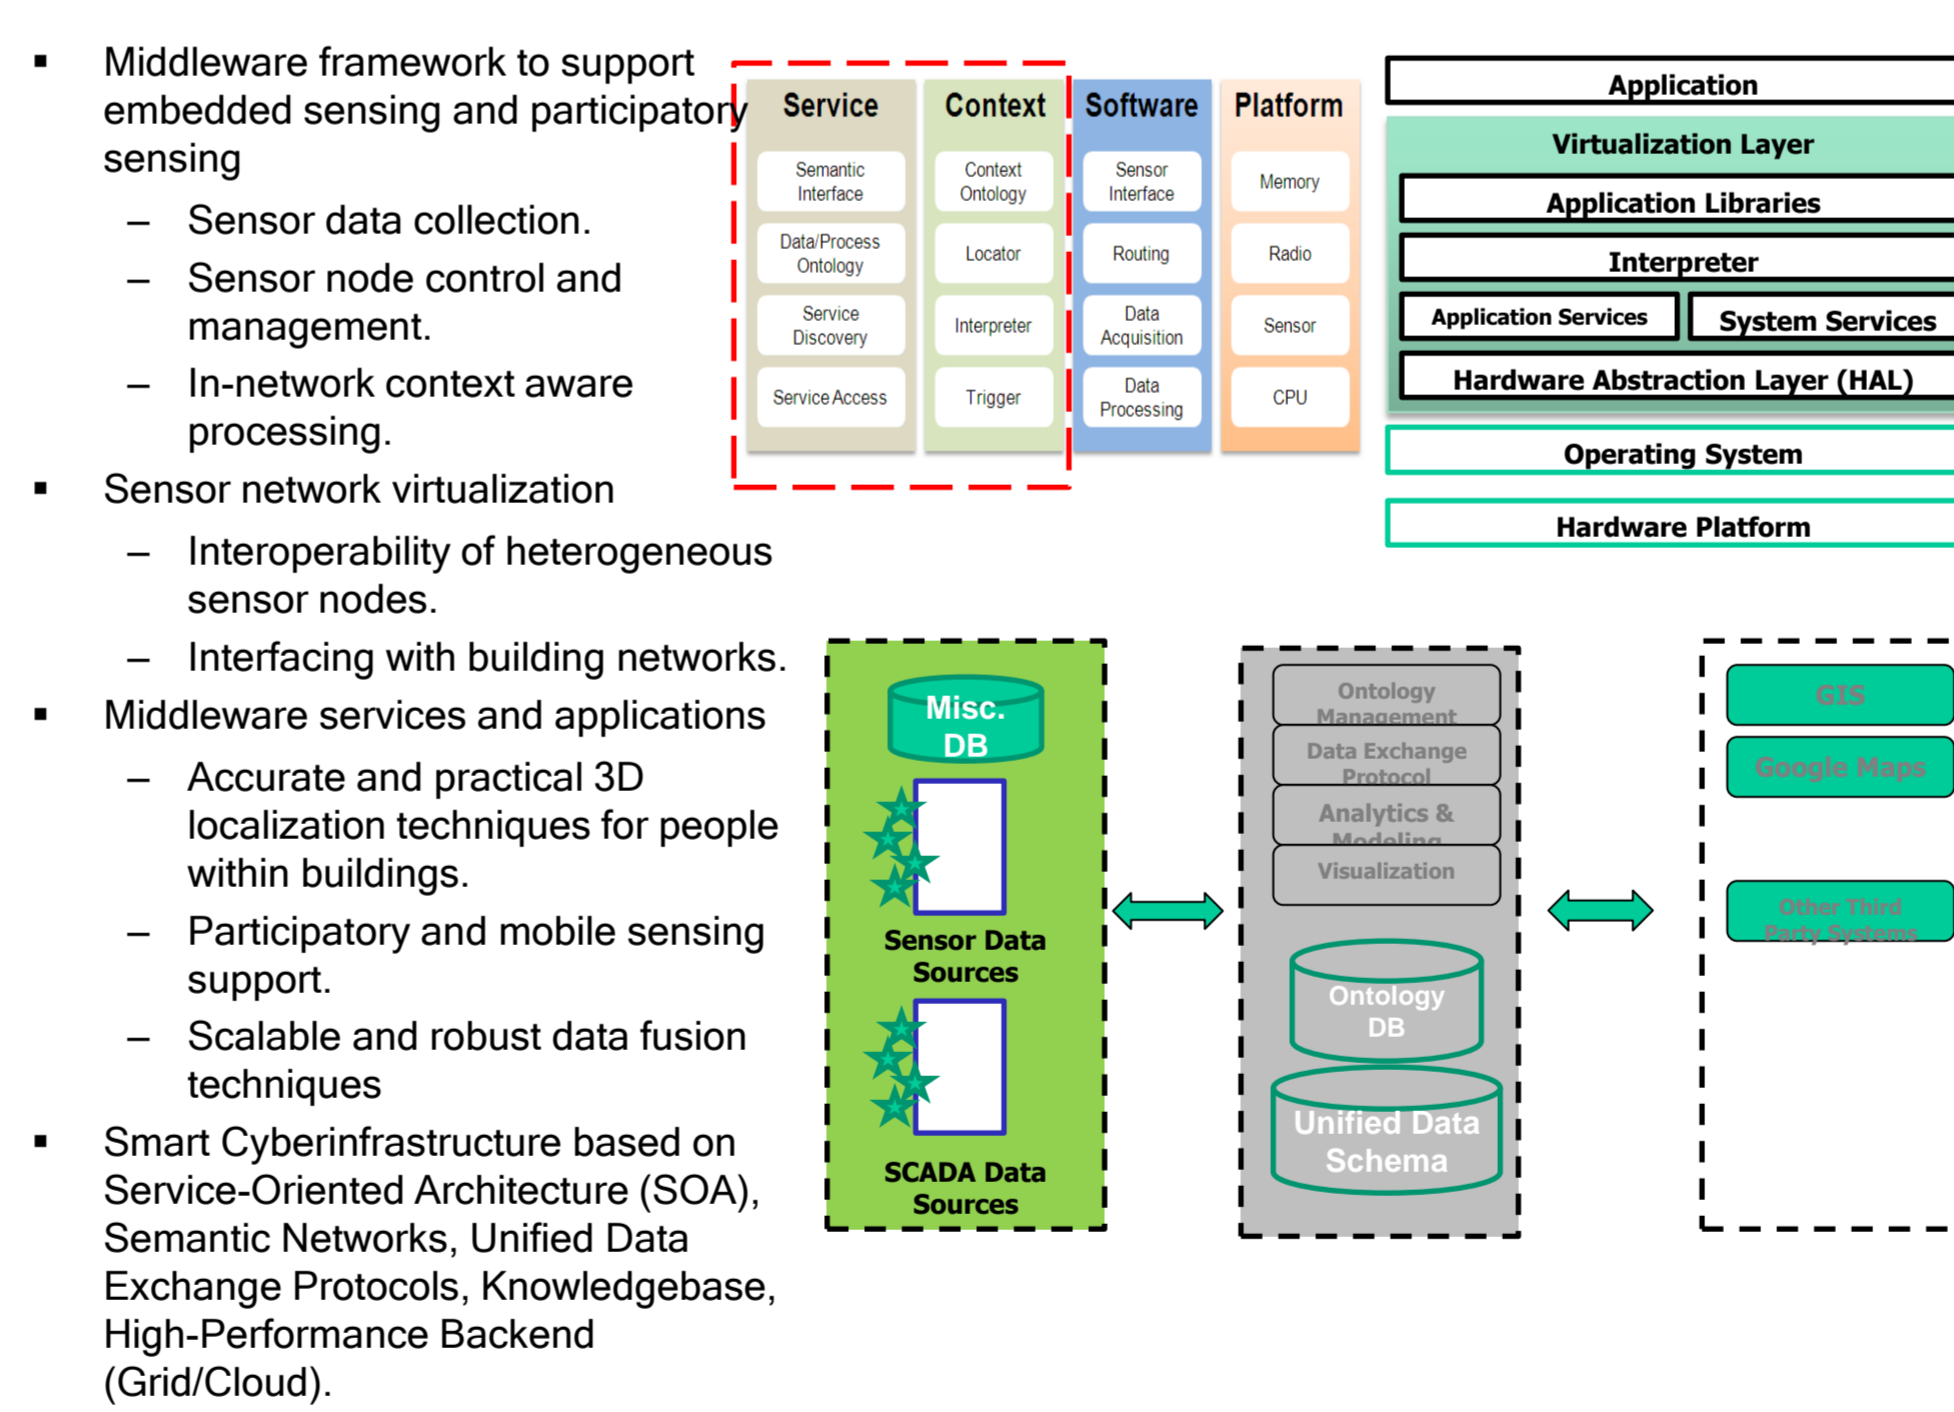 ▪ Middleware framework to support
embedded sensing and participatory
sensing
– Sensor data collection.
– Sensor node control and
management.
– In-network context aware
processing.
▪ Sensor network virtualization
– Interoperability of heterogeneous
sensor nodes.
– Interfacing with building networks.
▪ Middleware services and applications
– Accurate and practical 3D
localization techniques for people
within buildings.
– Participatory and mobile sensing
support.
– Scalable and robust data fusion
techniques
▪ Smart Cyberinfrastructure based on
Service-Oriented Architecture (SOA),
Semantic Networks, Unified Data
Exchange Protocols, Knowledgebase,
High-Performance Backend
(Grid/Cloud).
Service
Semantic
Interface
Data/Process
Ontology
Service
Discovery
Service Access
Context
Context
Ontology
Locator
Interpreter
Trigger
Software
Sensor
Interface
Routing
Data
Acquisition
Data
Processing
Platform
Memory
Radio
Sensor
CPU
Application
Virtualization Layer
Application Libraries
Interpreter
Application Services
System Services
Hardware Abstraction Layer (HAL)
Operating System
Hardware Platform
Misc.
DB
Sensor Data
Sources
SCADA Data
Sources
Ontology
Management
Data Exchange
Protocol
Analytics &
Modeling
Visualization
Ontology
DB
Unified Data
Schema
GIS
Google Maps
Other Third
Party Systems